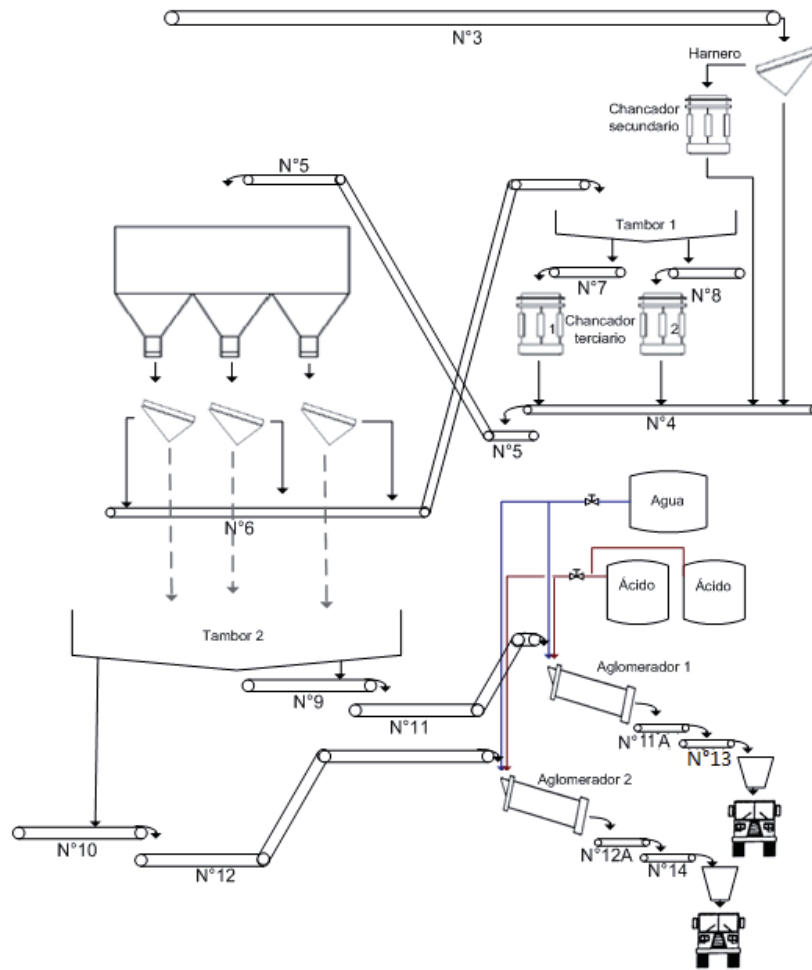 N°3
Harnero
Chancador
secundario
N°5
Tambor 1
N°7
N°8
Chancador
terciario
1
2
N°4
N°5
N°6
Agua
Ácido
Ácido
Tambor 2
Aglomerador 1
N°9
N°11
N°11A
N°13
Aglomerador 2
N°10
N°12
N°12A
N°14